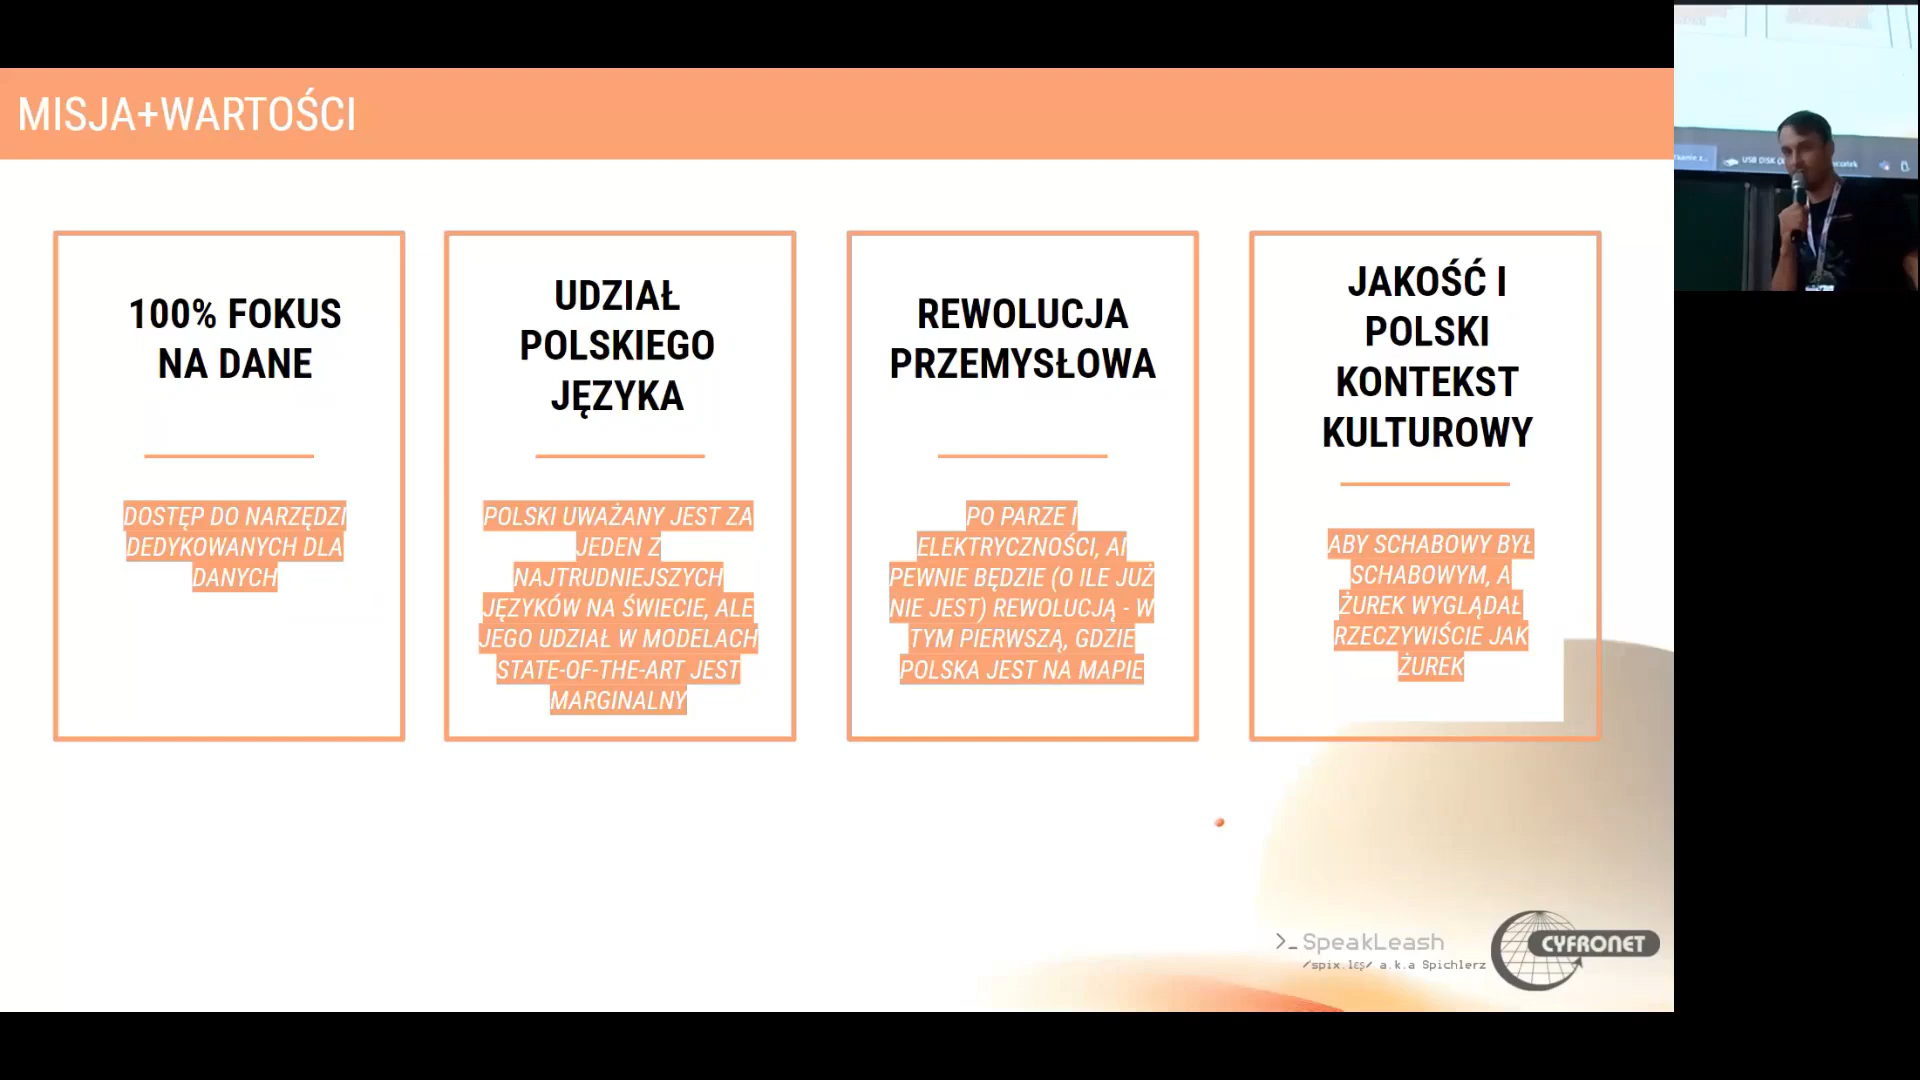 MISJA+WARTOŚCI
100% FOKUS
NA DANE
DOSTĘP DO NARZĘDZI
DEDYKOWANYCH DLA
DANYCH
UDZIAŁ
POLSKIEGO
JĘZYKA
POLSKI UWAŻANY JEST ZA
JEDEN Z
NAJTRUDNIEJSZYCH
JĘZYKÓW NA ŚWIECIE, ALE
JEGO UDZIAŁ W MODELACH
STATE-OF-THE-ART JEST
MARGINALNY
REWOLUCJA
PRZEMYSŁOWA
PO PARZE I
ELEKTRYCZNOŚCI, AI
PEWNIE BĘDZIE (O ILE JUŻ
NIE JEST) REWOLUCJĄ - W
TYM PIERWSZĄ, GDZIE
POLSKA JEST NA MAPIE
JAKOŚĆ I
POLSKI
KONTEKST
KULTUROWY
ABY SCHABOWY BYŁ
SCHABOWYM, A
ŻUREK WYGLĄDAŁ
RZECZYWIŚCIE JAK
ŻUREK
>_ SpeakLeash
/spix.lɛʂ/ a.k.a Spichlerz
CYFRONET
USB DISK